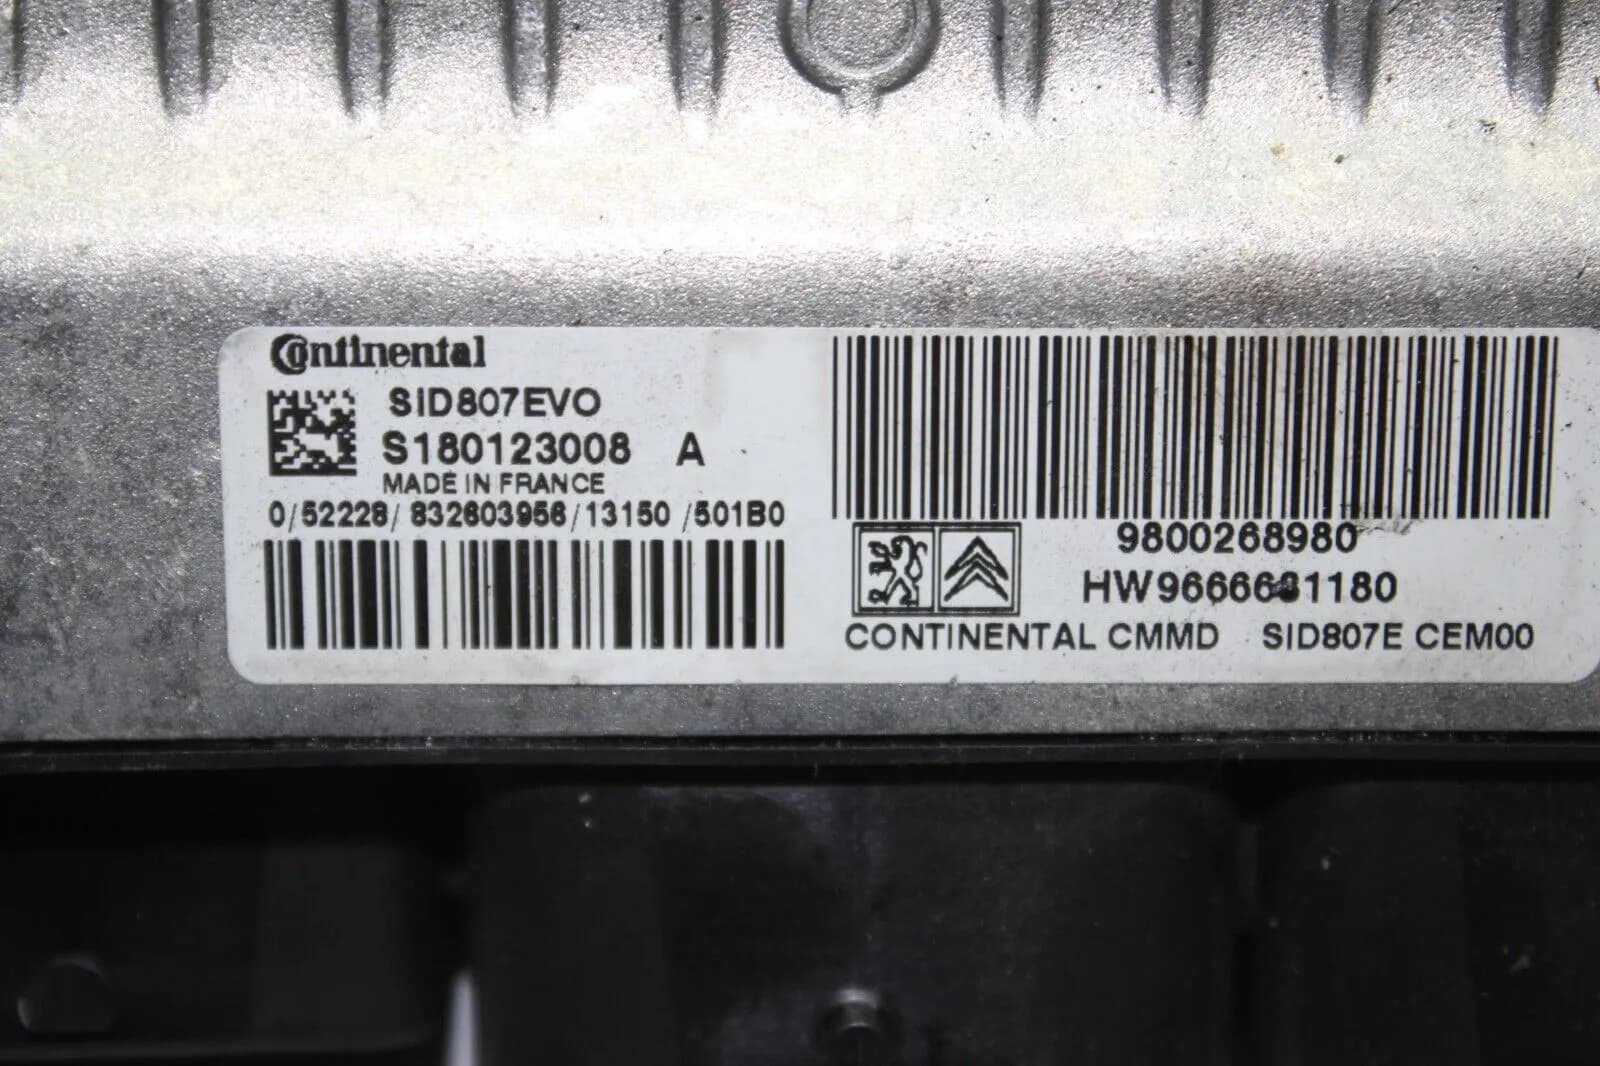 Continental
SID807EVO
S180123008 A
MADE IN FRANCE
0/52228/832603956/13150 /501B0
9800268980
CONTINENTAL CMMD SID807E CEM00